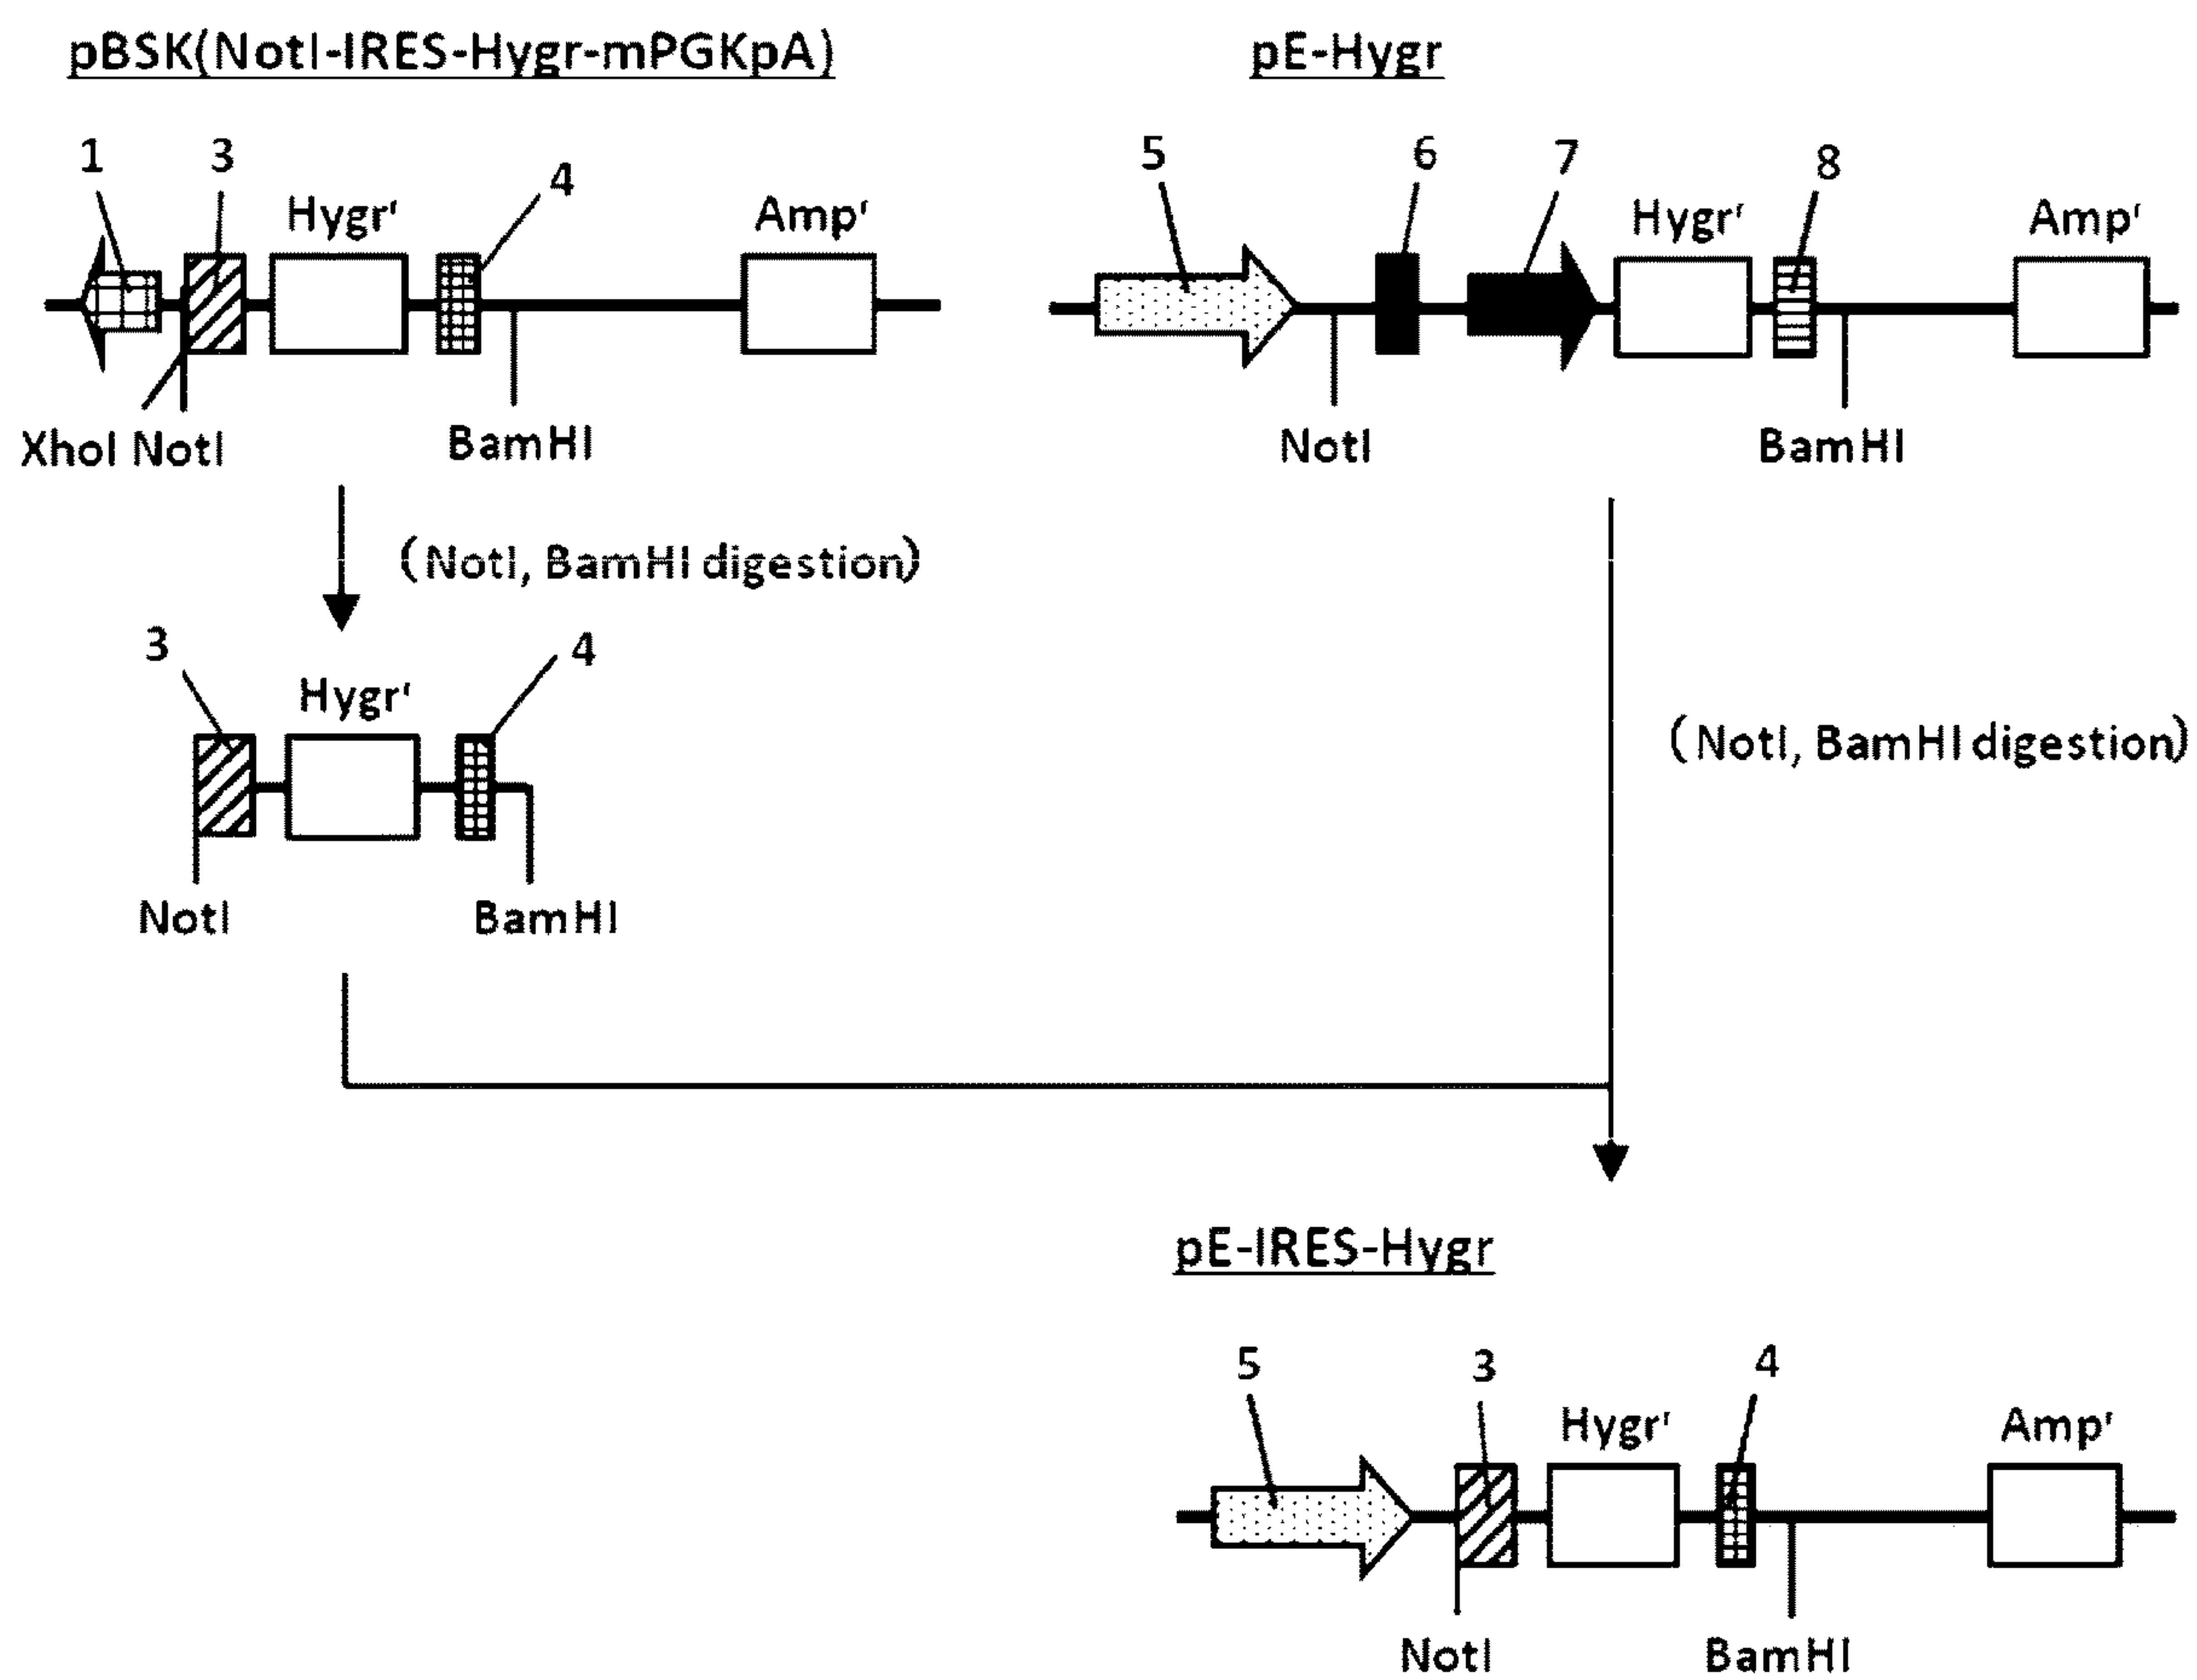 pBSK(NotI-IRES-Hygr-mPGKpA)
pE-Hygr
1
3
Hygrʳ
4
Ampʳ
XhoI NotI
BamHI
5
6
7
Hygrʳ
8
Ampʳ
NotI
BamHI
(NotI, BamHI digestion)
3
Hygrʳ
4
NotI
BamHI
(NotI, BamHI digestion)
pE-IRES-Hygr
5
3
Hygrʳ
4
Ampʳ
NotI
BamHI